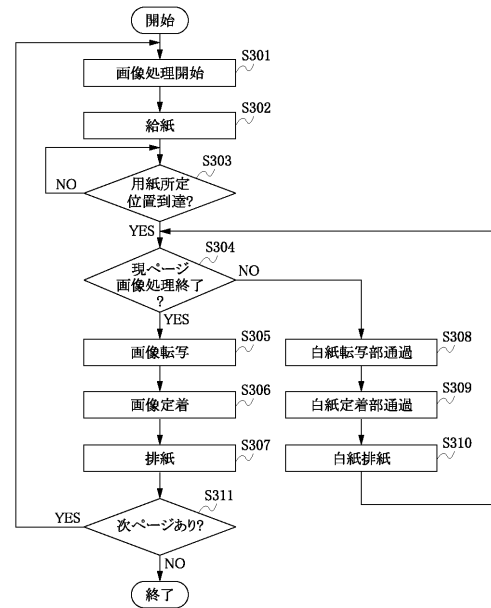 開始
S301
画像処理開始
S302
給紙
S303
用紙所定
位置到達?
NO
YES
S304
現ページ
画像処理終了
?
NO
YES
S305
画像転写
S308
白紙転写部通過
S306
画像定着
S309
白紙定着部通過
S307
排紙
S310
白紙排紙
S311
次ページあり?
YES
NO
終了